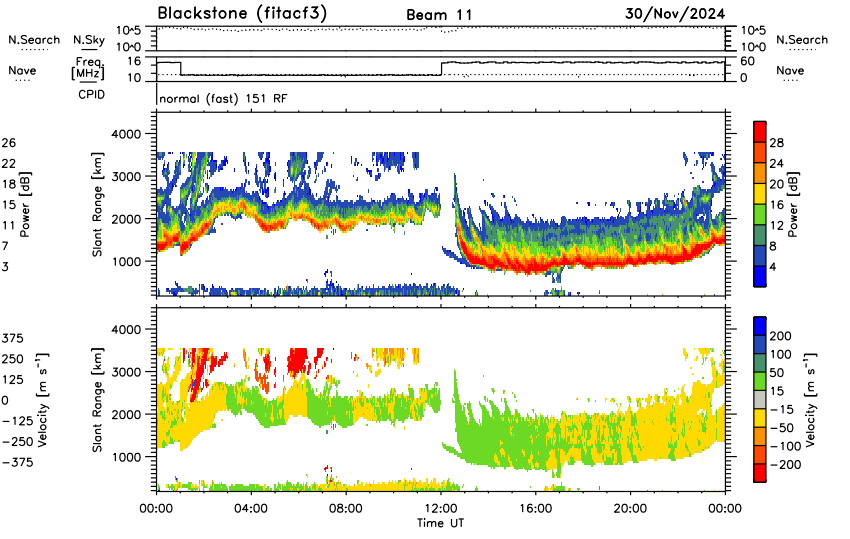 Blackstone (fitacf3) Beam 11 30/Nov/2024
N.Search N.Sky 10^5 10^0 10^5 10^0 N.Search
Nave Freq. [MHz] 16 10 60 0 Nave
CPID normal (fast) 151 RF
26 22 18 15 11 7 3 Power [dB]
4000 3000 2000 1000 Slant Range [km]
28 24 20 16 12 8 4 Power [dB]
375 250 125 0 -125 -250 -375 Velocity [m s⁻¹]
4000 3000 2000 1000 Slant Range [km]
200 100 50 15 -15 -50 -100 -200 Velocity [m s⁻¹]
00:00 04:00 08:00 12:00 16:00 20:00 00:00
Time UT